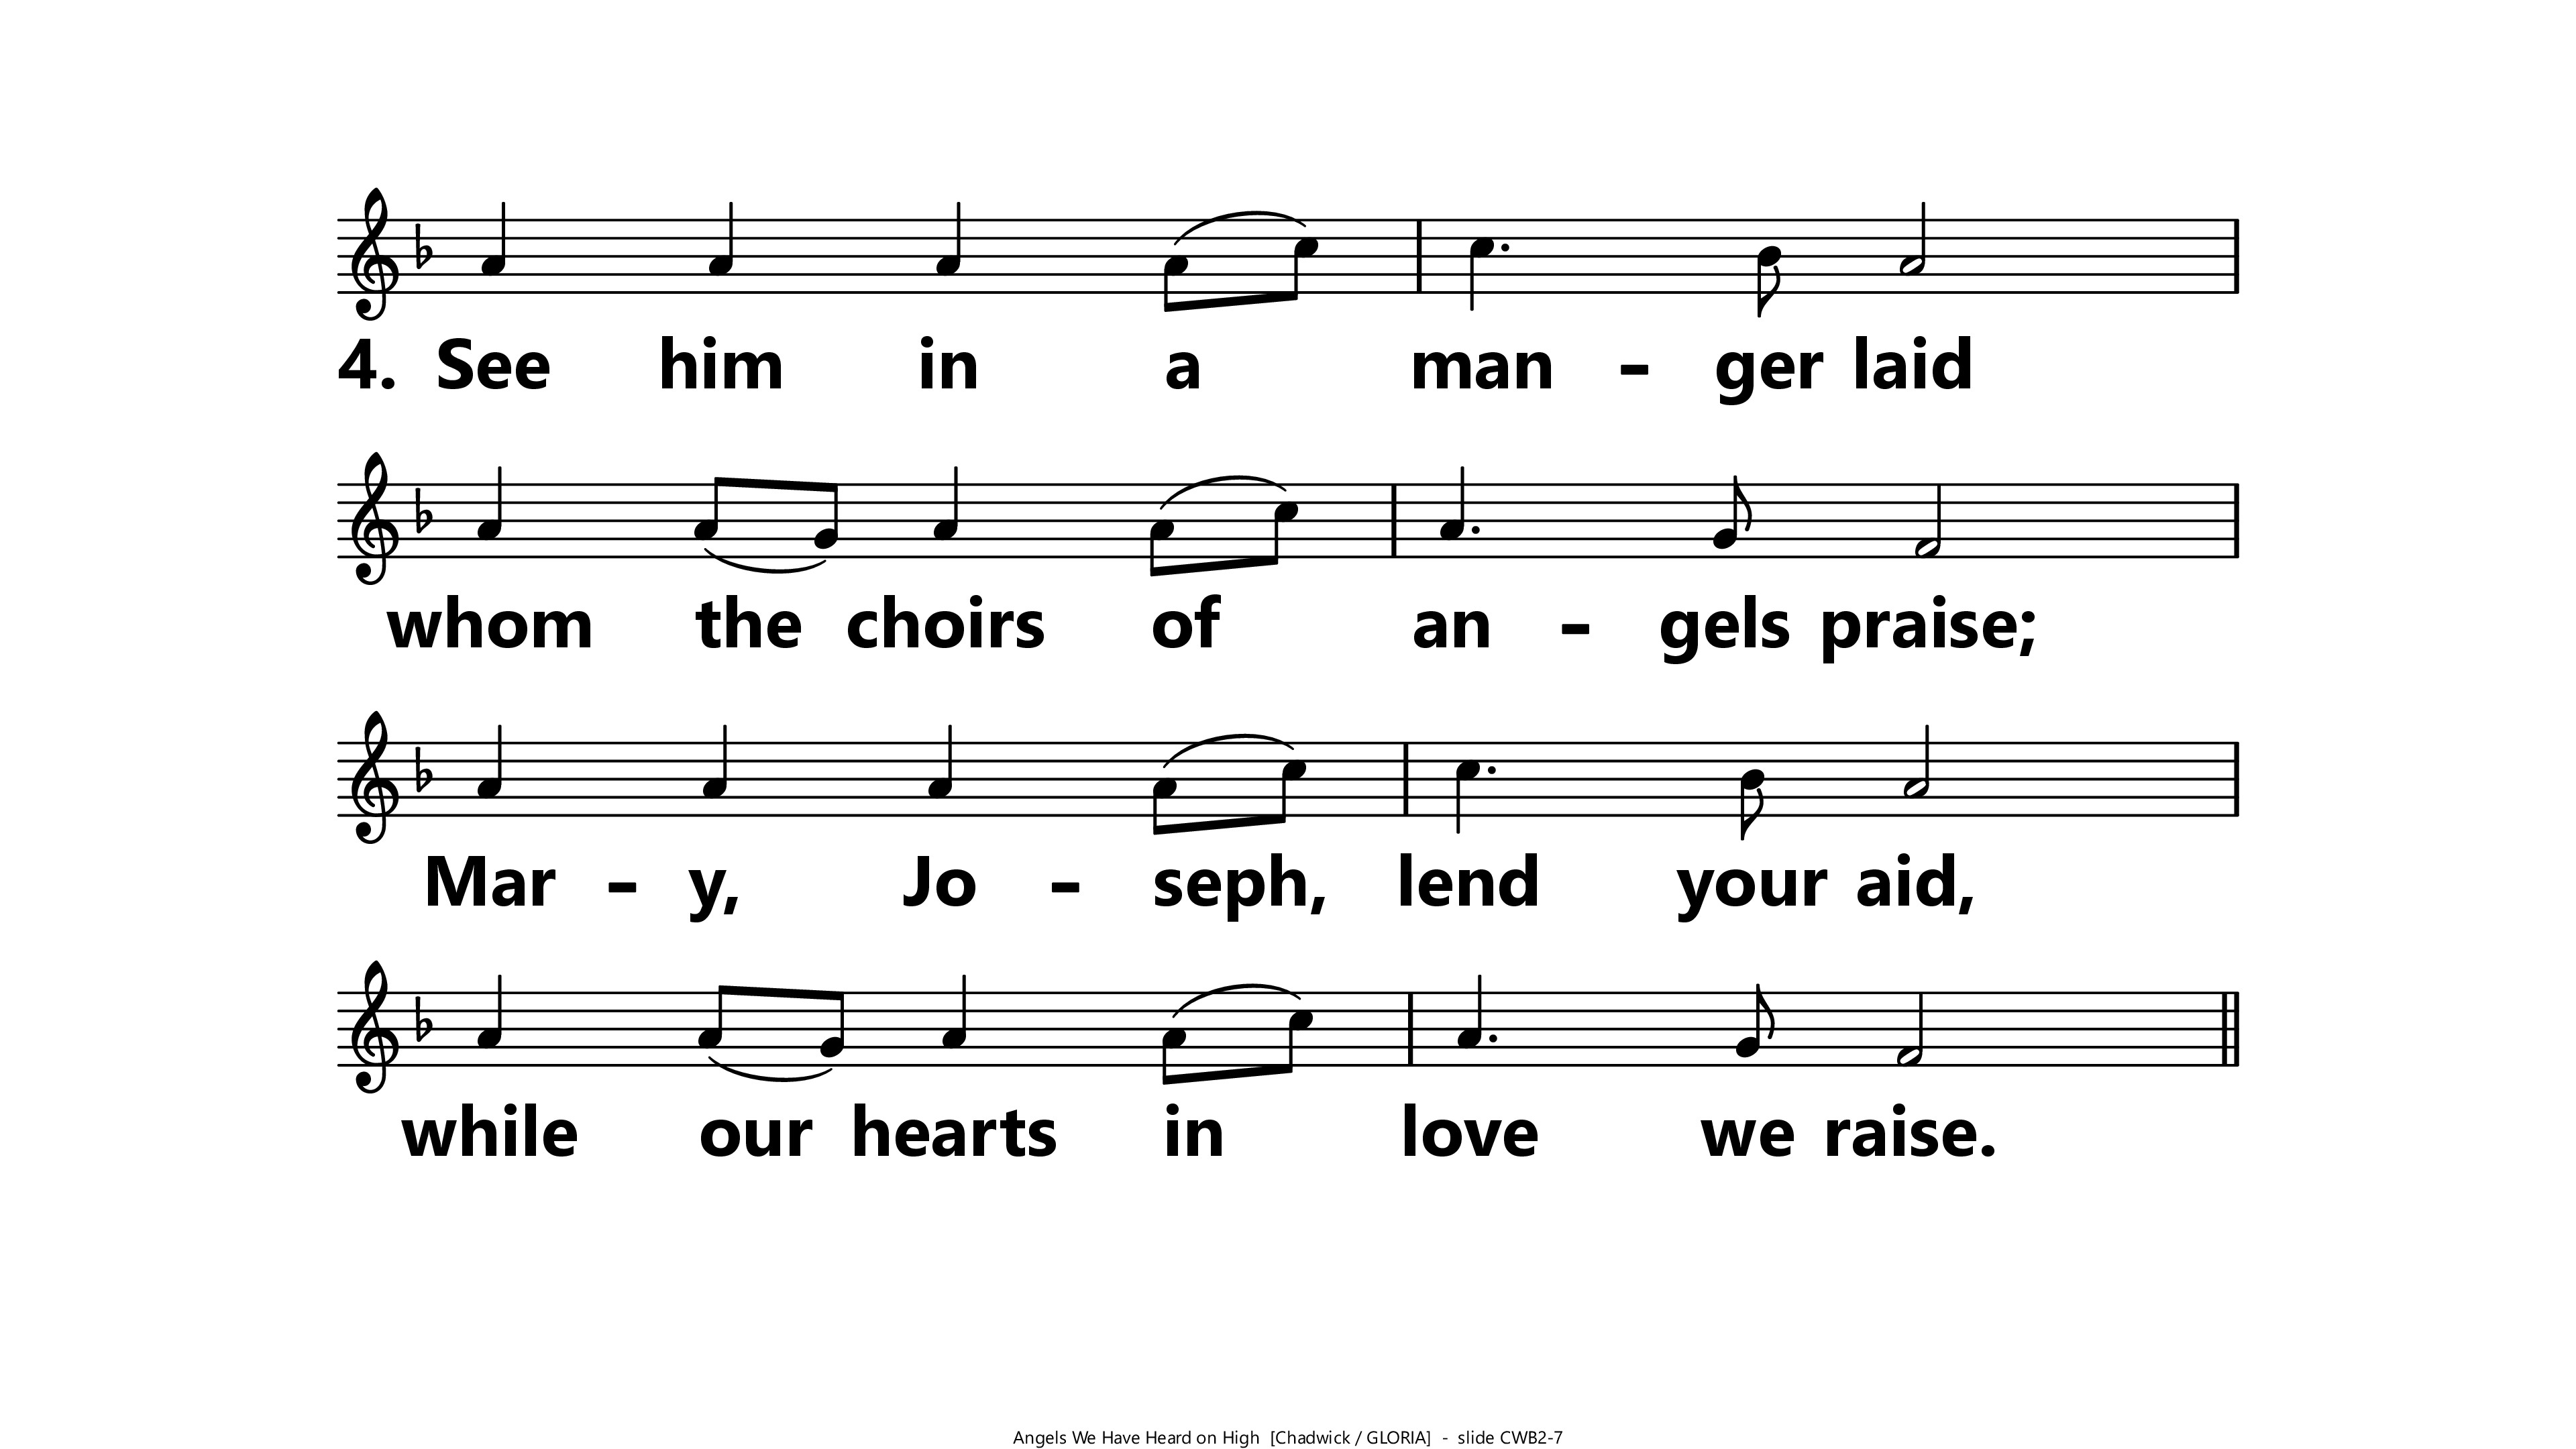 4. See him in a man - ger laid
whom the choirs of an - gels praise;
Mar - y, Jo - seph, lend your aid,
while our hearts in love we raise.
Angels We Have Heard on High [Chadwick / GLORIA] - slide CWB2-7